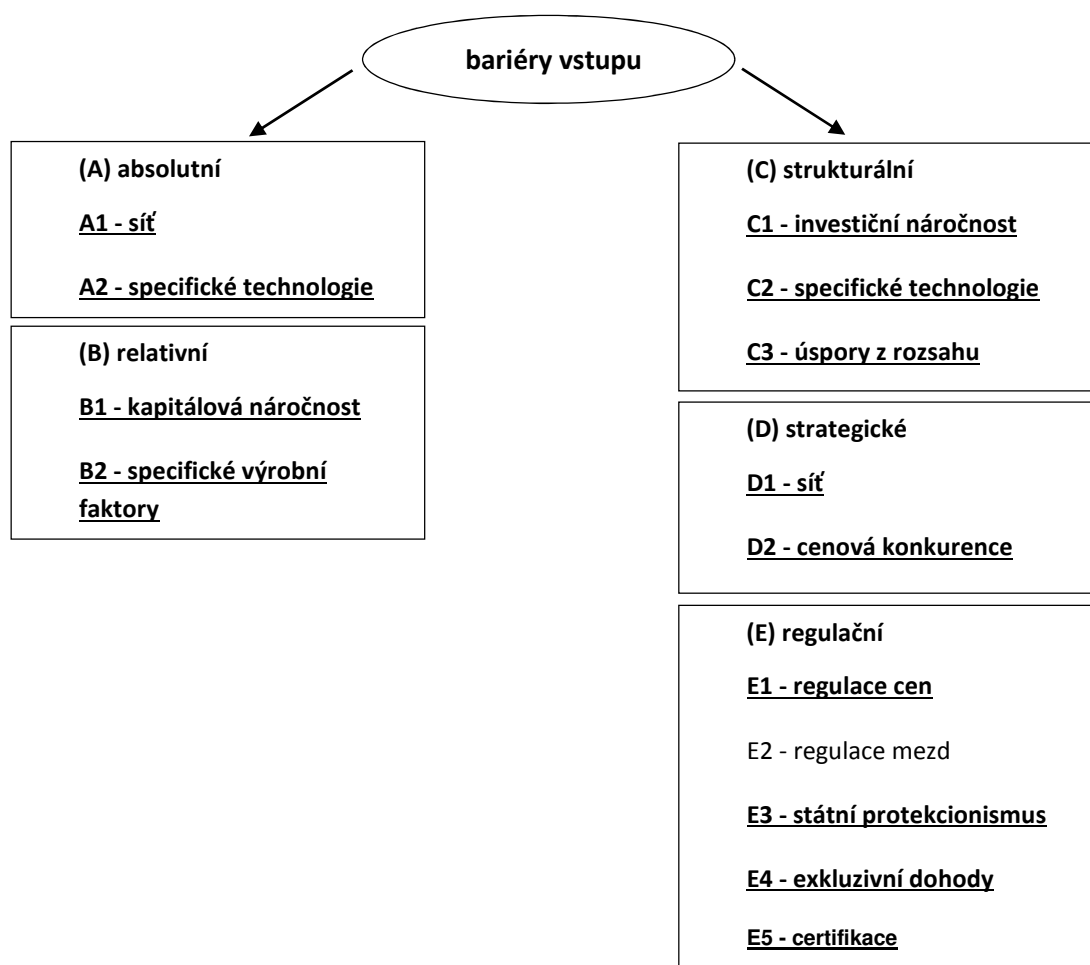 bariéry vstupu
(A) absolutní
A1 - síť
A2 - specifické technologie
(B) relativní
B1 - kapitálová náročnost
B2 - specifické výrobní
faktory
(C) strukturální
C1 - investiční náročnost
C2 - specifické technologie
C3 - úspory z rozsahu
(D) strategické
D1 - síť
D2 - cenová konkurence
(E) regulační
E1 - regulace cen
E2 - regulace mezd
E3 - státní protekcionismus
E4 - exkluzivní dohody
E5 - certifikace